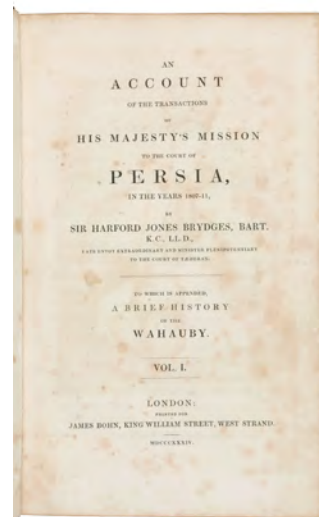 AN
ACCOUNT
OF THE TRANSACTIONS
OF
HIS MAJESTY'S MISSION
TO THE COURT OF
PERSIA,
IN THE YEARS 1807-11,
BY
SIR HARFORD JONES BRYDGES, BART.
K.C., LL.D.,
LATE ENVOY EXTRAORDINARY AND MINISTER PLENIPOTENTIARY
TO THE COURT OF TEHERAN.
TO WHICH IS APPENDED,
A BRIEF HISTORY
OF THE
WAHAUBY.
VOL. I.
LONDON:
PRINTED FOR
JAMES BOHN, KING WILLIAM STREET, WEST STRAND.
MDCCCXXXIV.